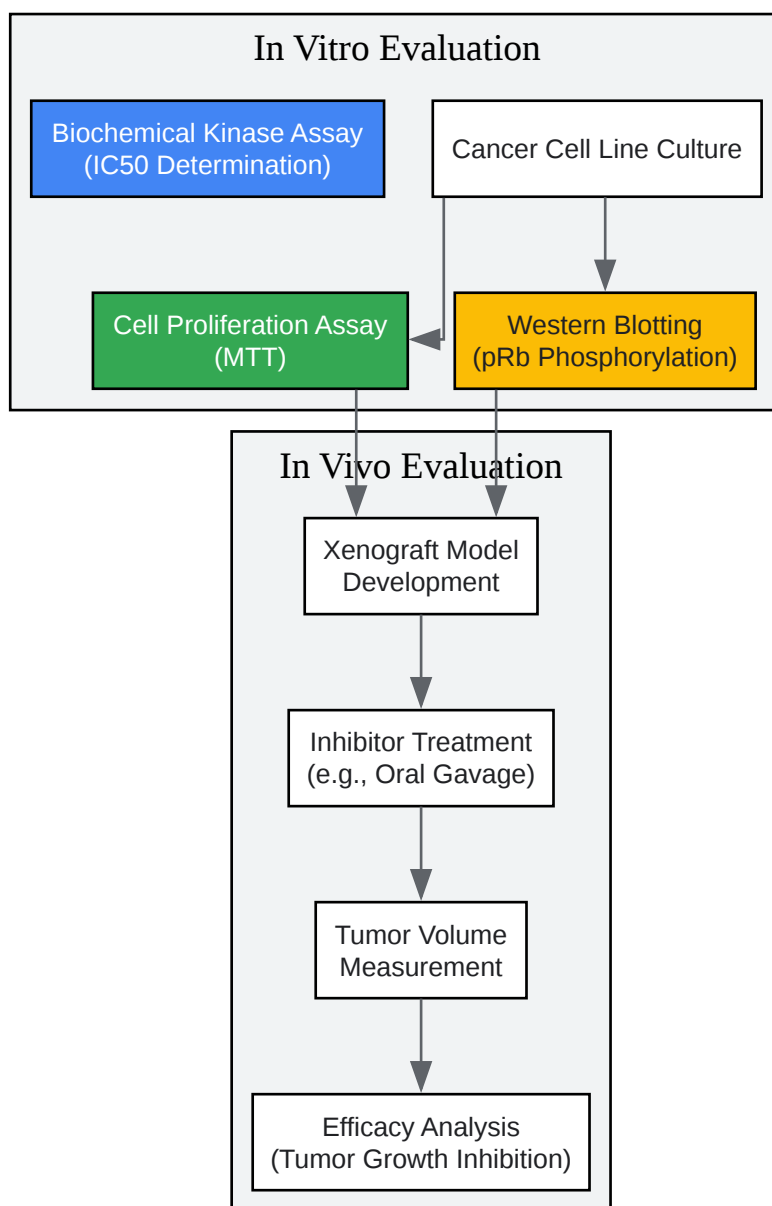 In Vitro Evaluation
Biochemical Kinase Assay
(IC50 Determination)
Cancer Cell Line Culture
Cell Proliferation Assay
(MTT)
Western Blotting
(pRb Phosphorylation)
In Vivo Evaluation
Xenograft Model
Development
Inhibitor Treatment
(e.g., Oral Gavage)
Tumor Volume
Measurement
Efficacy Analysis
(Tumor Growth Inhibition)